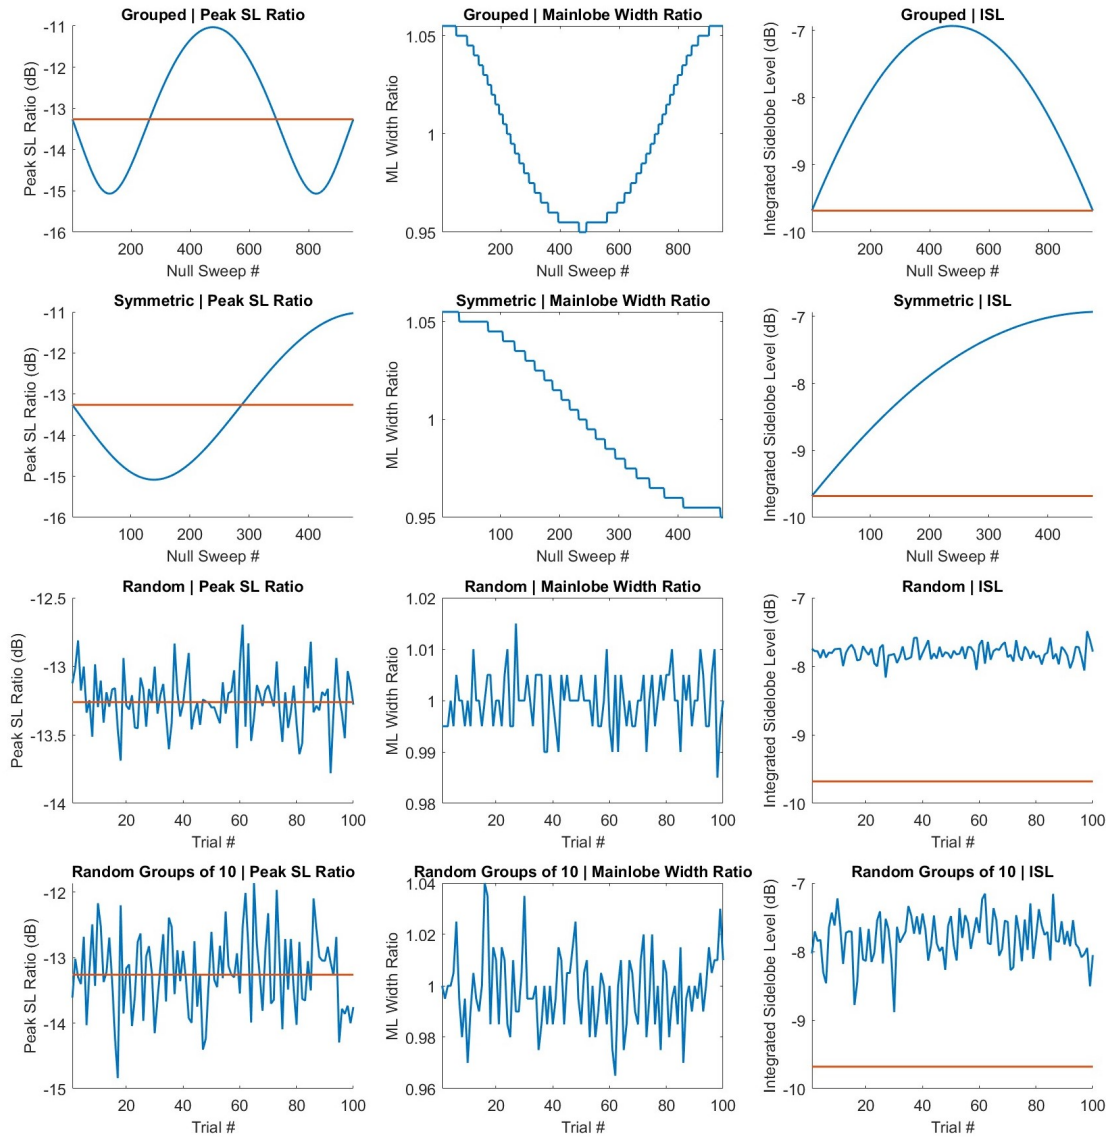 Grouped | Peak SL Ratio
-11
-12
-13
-14
-15
-16
Peak SL Ratio (dB)
200 400 600 800
Null Sweep #
Grouped | Mainlobe Width Ratio
1.05
1
0.95
ML Width Ratio
200 400 600 800
Null Sweep #
Grouped | ISL
-7
-8
-9
-10
Integrated Sidelobe Level (dB)
200 400 600 800
Null Sweep #
Symmetric | Peak SL Ratio
-11
-12
-13
-14
-15
-16
Peak SL Ratio (dB)
100 200 300 400
Null Sweep #
Symmetric | Mainlobe Width Ratio
1.05
1
0.95
ML Width Ratio
100 200 300 400
Null Sweep #
Symmetric | ISL
-7
-8
-9
-10
Integrated Sidelobe Level (dB)
100 200 300 400
Null Sweep #
Random | Peak SL Ratio
-12.5
-13
-13.5
-14
Peak SL Ratio (dB)
20 40 60 80 100
Trial #
Random | Mainlobe Width Ratio
1.02
1.01
1
0.99
0.98
ML Width Ratio
20 40 60 80 100
Trial #
Random | ISL
-7
-8
-9
-10
Integrated Sidelobe Level (dB)
20 40 60 80 100
Trial #
Random Groups of 10 | Peak SL Ratio
-12
-13
-14
-15
Peak SL Ratio (dB)
20 40 60 80 100
Trial #
Random Groups of 10 | Mainlobe Width Ratio
1.04
1.02
1
0.98
0.96
ML Width Ratio
20 40 60 80 100
Trial #
Random Groups of 10 | ISL
-7
-8
-9
-10
Integrated Sidelobe Level (dB)
20 40 60 80 100
Trial #